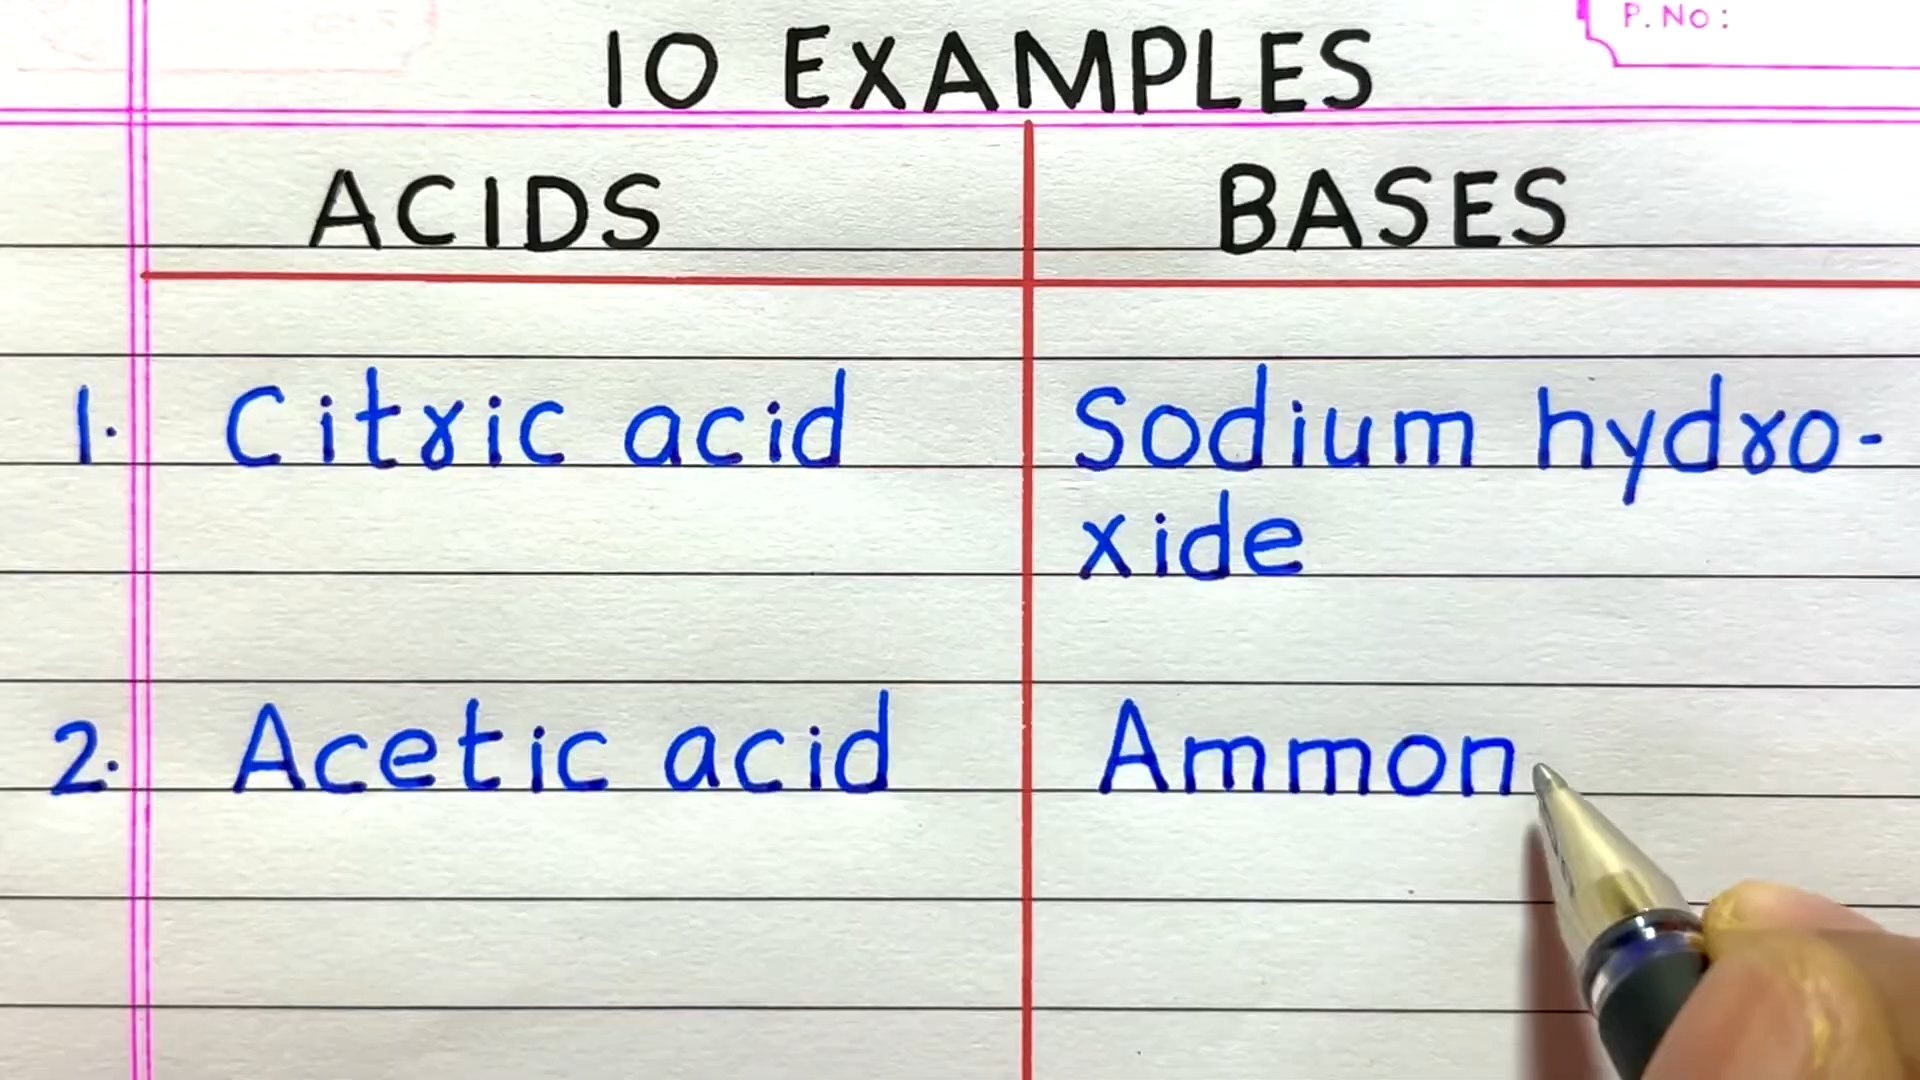 P. No :
10 EXAMPLES
ACIDS BASES
1. Citric acid Sodium hydro-
xide
2. Acetic acid Ammon